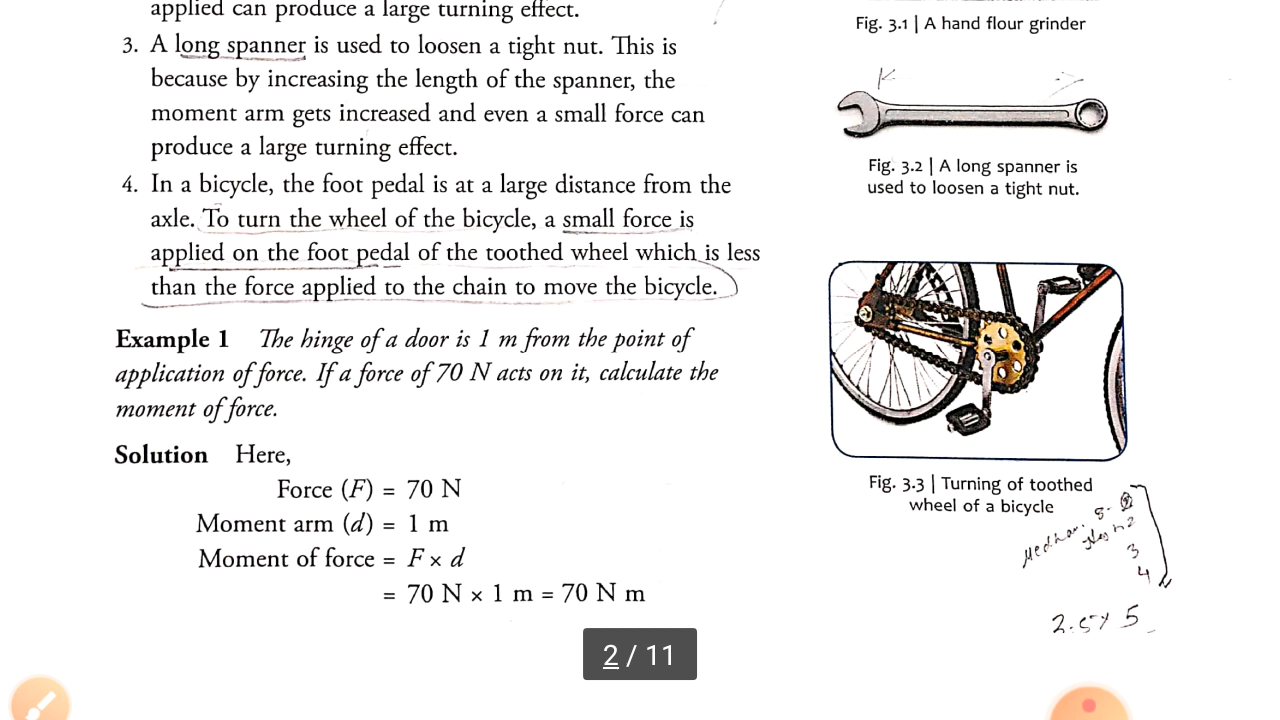 applied can produce a large turning effect.
3. A long spanner is used to loosen a tight nut. This is
because by increasing the length of the spanner, the
moment arm gets increased and even a small force can
produce a large turning effect.
4. In a bicycle, the foot pedal is at a large distance from the
axle. To turn the wheel of the bicycle, a small force is
applied on the foot pedal of the toothed wheel which is less
than the force applied to the chain to move the bicycle.
Example 1 The hinge of a door is 1 m from the point of
application of force. If a force of 70 N acts on it, calculate the
moment of force.
Solution Here,
Force (F) = 70 N
Moment arm (d) = 1 m
Moment of force = F × d
= 70 N × 1 m = 70 N m
Fig. 3.1 | A hand flour grinder
Fig. 3.2 | A long spanner is
used to loosen a tight nut.
Fig. 3.3 | Turning of toothed
wheel of a bicycle
3
4
2 / 11